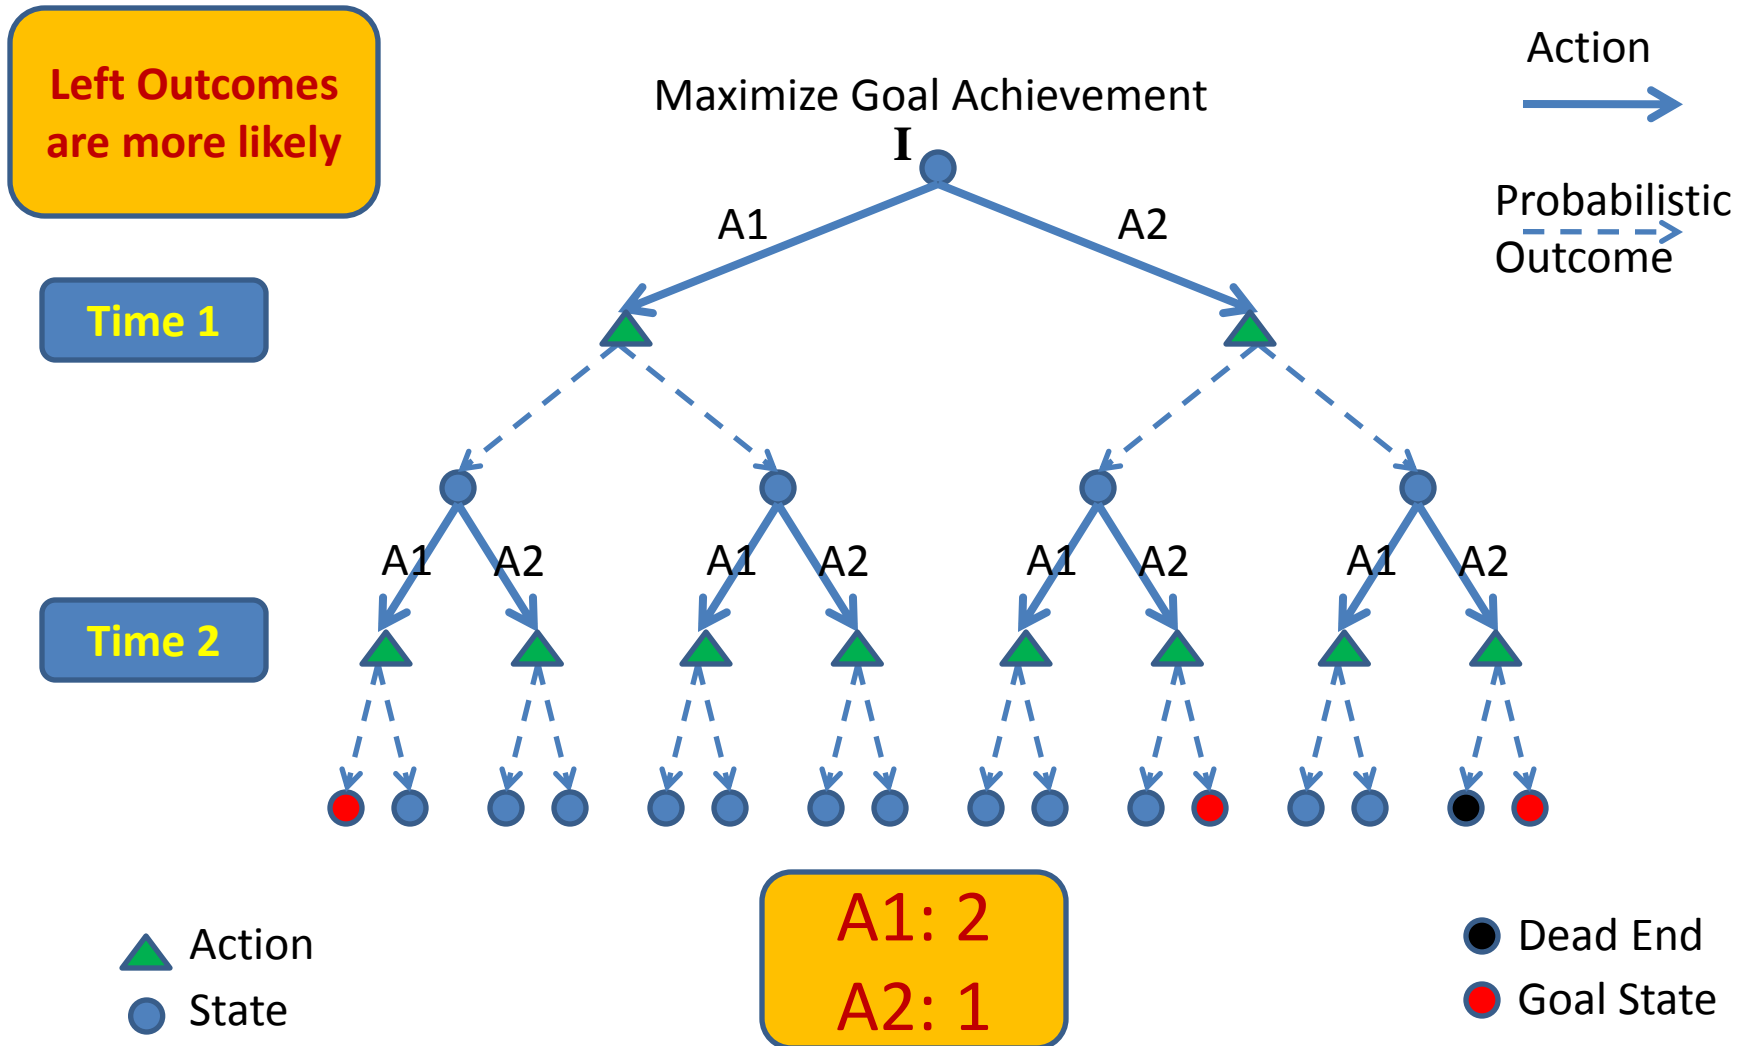 Left Outcomes
are more likely
Maximize Goal Achievement
I
Action
Probabilistic
Outcome
A1
A2
Time 1
A1
A2
A1
A2
A1
A2
A1
A2
Time 2
A1: 2
A2: 1
Action
State
Dead End
Goal State